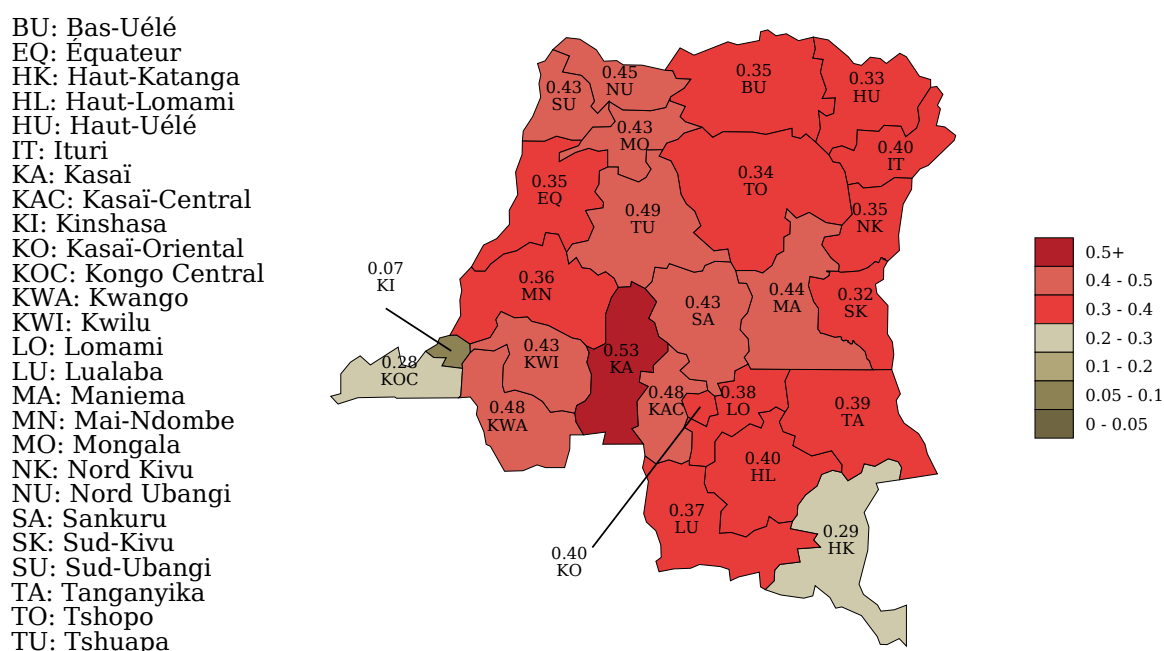 BU: Bas-Uélé
EQ: Équateur
HK: Haut-Katanga
HL: Haut-Lomami
HU: Haut-Uélé
IT: Ituri
KA: Kasaï
KAC: Kasaï-Central
KI: Kinshasa
KO: Kasaï-Oriental
KOC: Kongo Central
KWA: Kwango
KWI: Kwilu
LO: Lomami
LU: Lualaba
MA: Maniema
MN: Mai-Ndombe
MO: Mongala
NK: Nord Kivu
NU: Nord Ubangi
SA: Sankuru
SK: Sud-Kivu
SU: Sud-Ubangi
TA: Tanganyika
TO: Tshopo
TU: Tshuapa
0.45
NU
0.43
SU
0.35
BU
0.33
HU
0.43
MO
0.40
IT
0.35
EQ
0.34
TO
0.49
TU
0.35
NK
0.07
KI
0.36
MN
0.43
SA
0.44
MA
0.32
SK
0.28
KOC
0.43
KWI
0.53
KA
0.48
KWA
0.48
KAC
0.38
LO
0.39
TA
0.40
HL
0.37
LU
0.29
HK
0.40
KO
0.5+
0.4 - 0.5
0.3 - 0.4
0.2 - 0.3
0.1 - 0.2
0.05 - 0.1
0 - 0.05